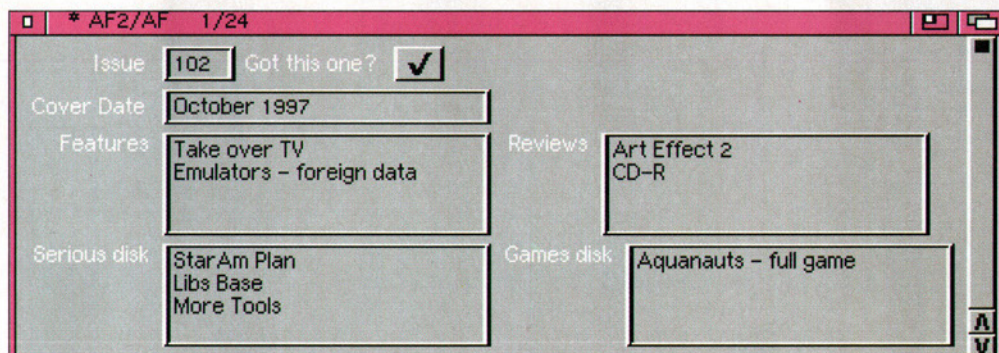 * AF2/AF 1/24
Issue 102 Got this one? ✓
Cover Date October 1997
Features Take over TV
Emulators – foreign data
Reviews Art Effect 2
CD-R
Serious disk StarAm Plan
Libs Base
More Tools
Games disk Aquanauts – full game